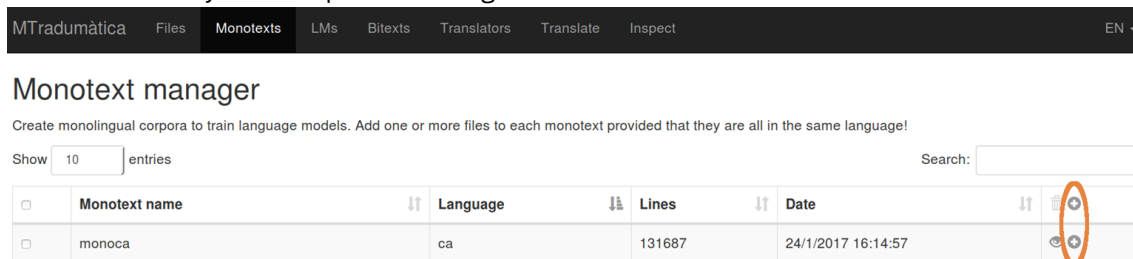 MTradumàtica Files Monotexts LMs Bitexts Translators Translate Inspect EN
Monotext manager
Create monolingual corpora to train language models. Add one or more files to each monotext provided that they are all in the same language!
Show 10 entries Search:
Monotext name Language Lines Date
monoca ca 131687 24/1/2017 16:14:57